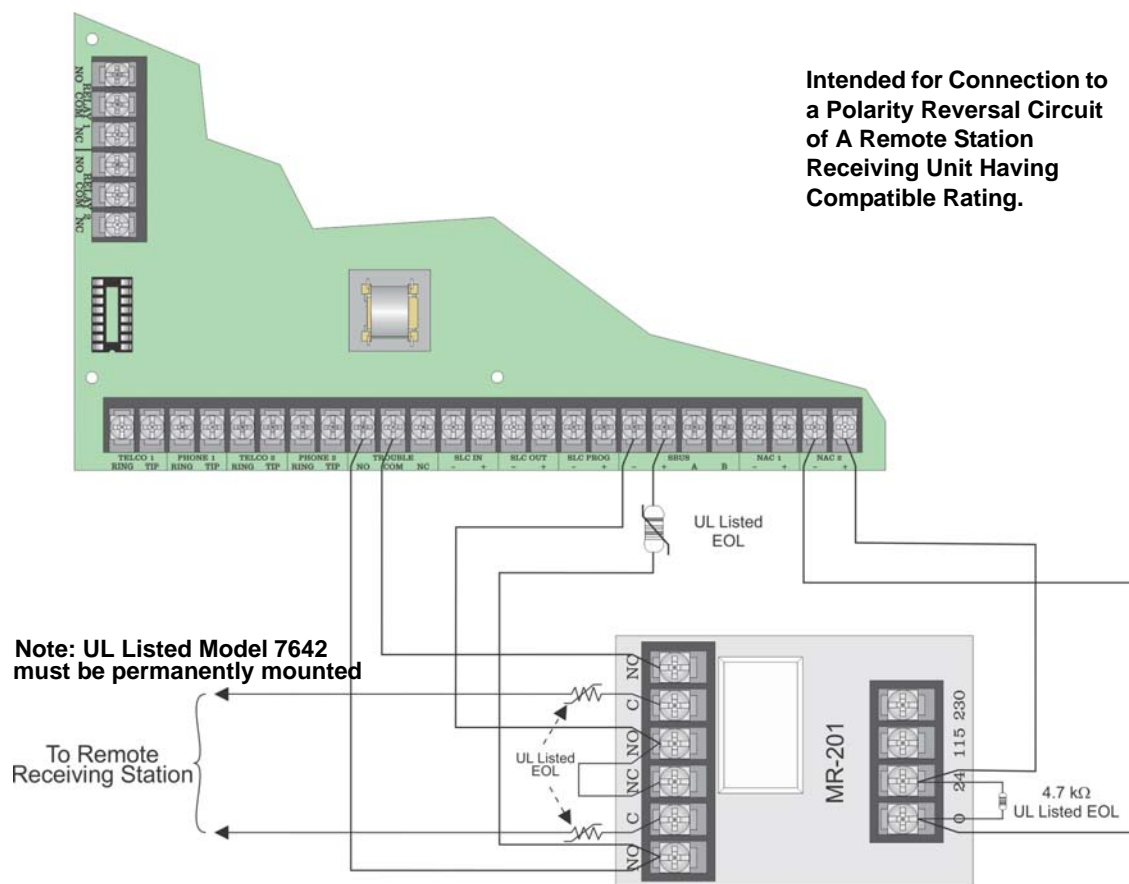 Intended for Connection to
a Polarity Reversal Circuit
of A Remote Station
Receiving Unit Having
Compatible Rating.
NO COM NC NO COM NC
RELAY 1 RELAY 2
TELCO 1 PHONE 1 TELCO 2 PHONE 2 TROUBLE SLC IN SLC OUT SLC PROG SBUS NAC 1 NAC 2
RING TIP RING TIP RING TIP RING TIP NO COM NC - + - + - + - + A B - + - +
UL Listed
EOL
Note: UL Listed Model 7642
must be permanently mounted
To Remote
Receiving Station
UL Listed
EOL
NC
C
NO
NC
C
NO
MR-201
230
115
24
0
4.7 kΩ
UL Listed EOL